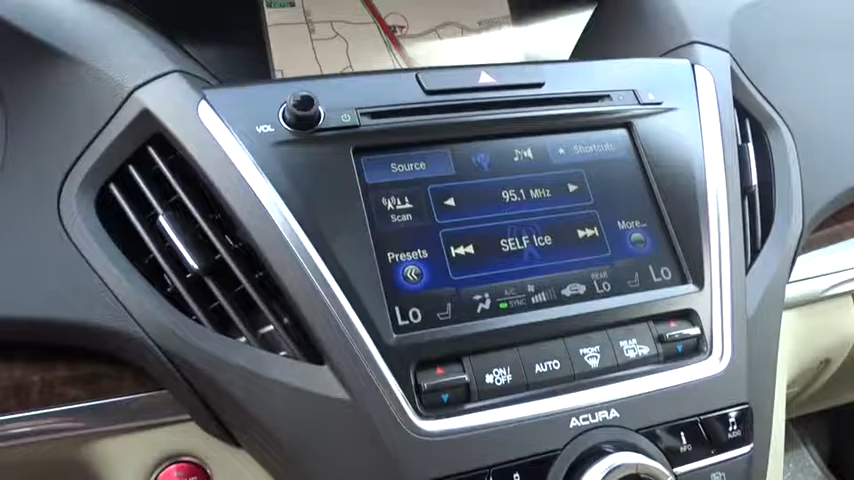 VOL
Source
Shortcuts
Scan
95.1 MHz
Presets
SELF Ice
More...
Lo
A/C
SYNC
REAR
Lo
Lo
ON/
OFF
AUTO
FRONT
REAR
ACURA
INFO
AUDIO